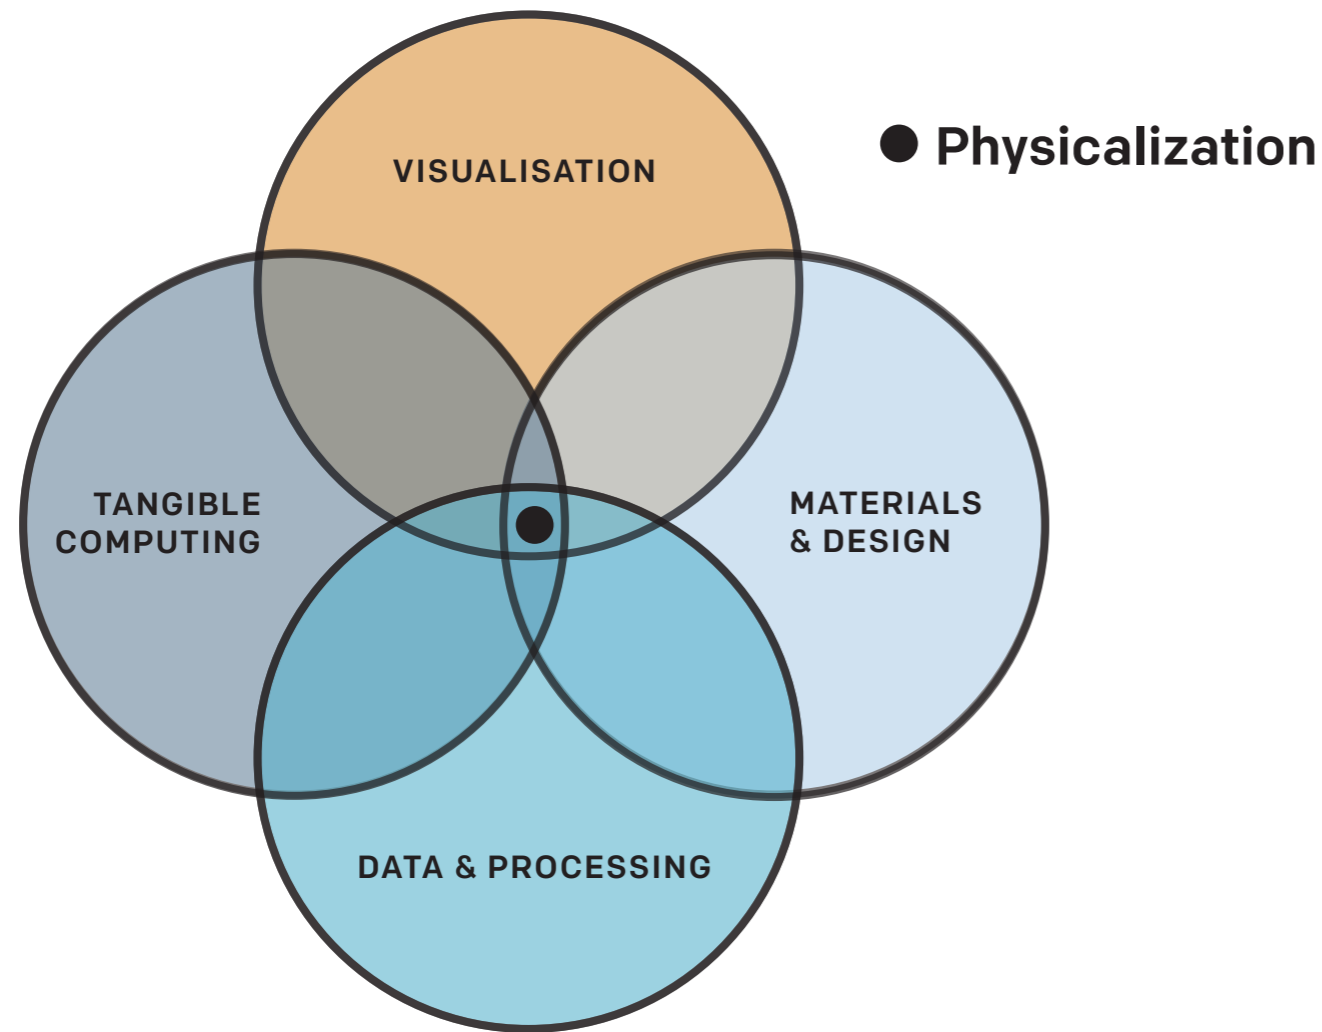 Physicalization
VISUALISATION
TANGIBLE
COMPUTING
MATERIALS
& DESIGN
DATA & PROCESSING